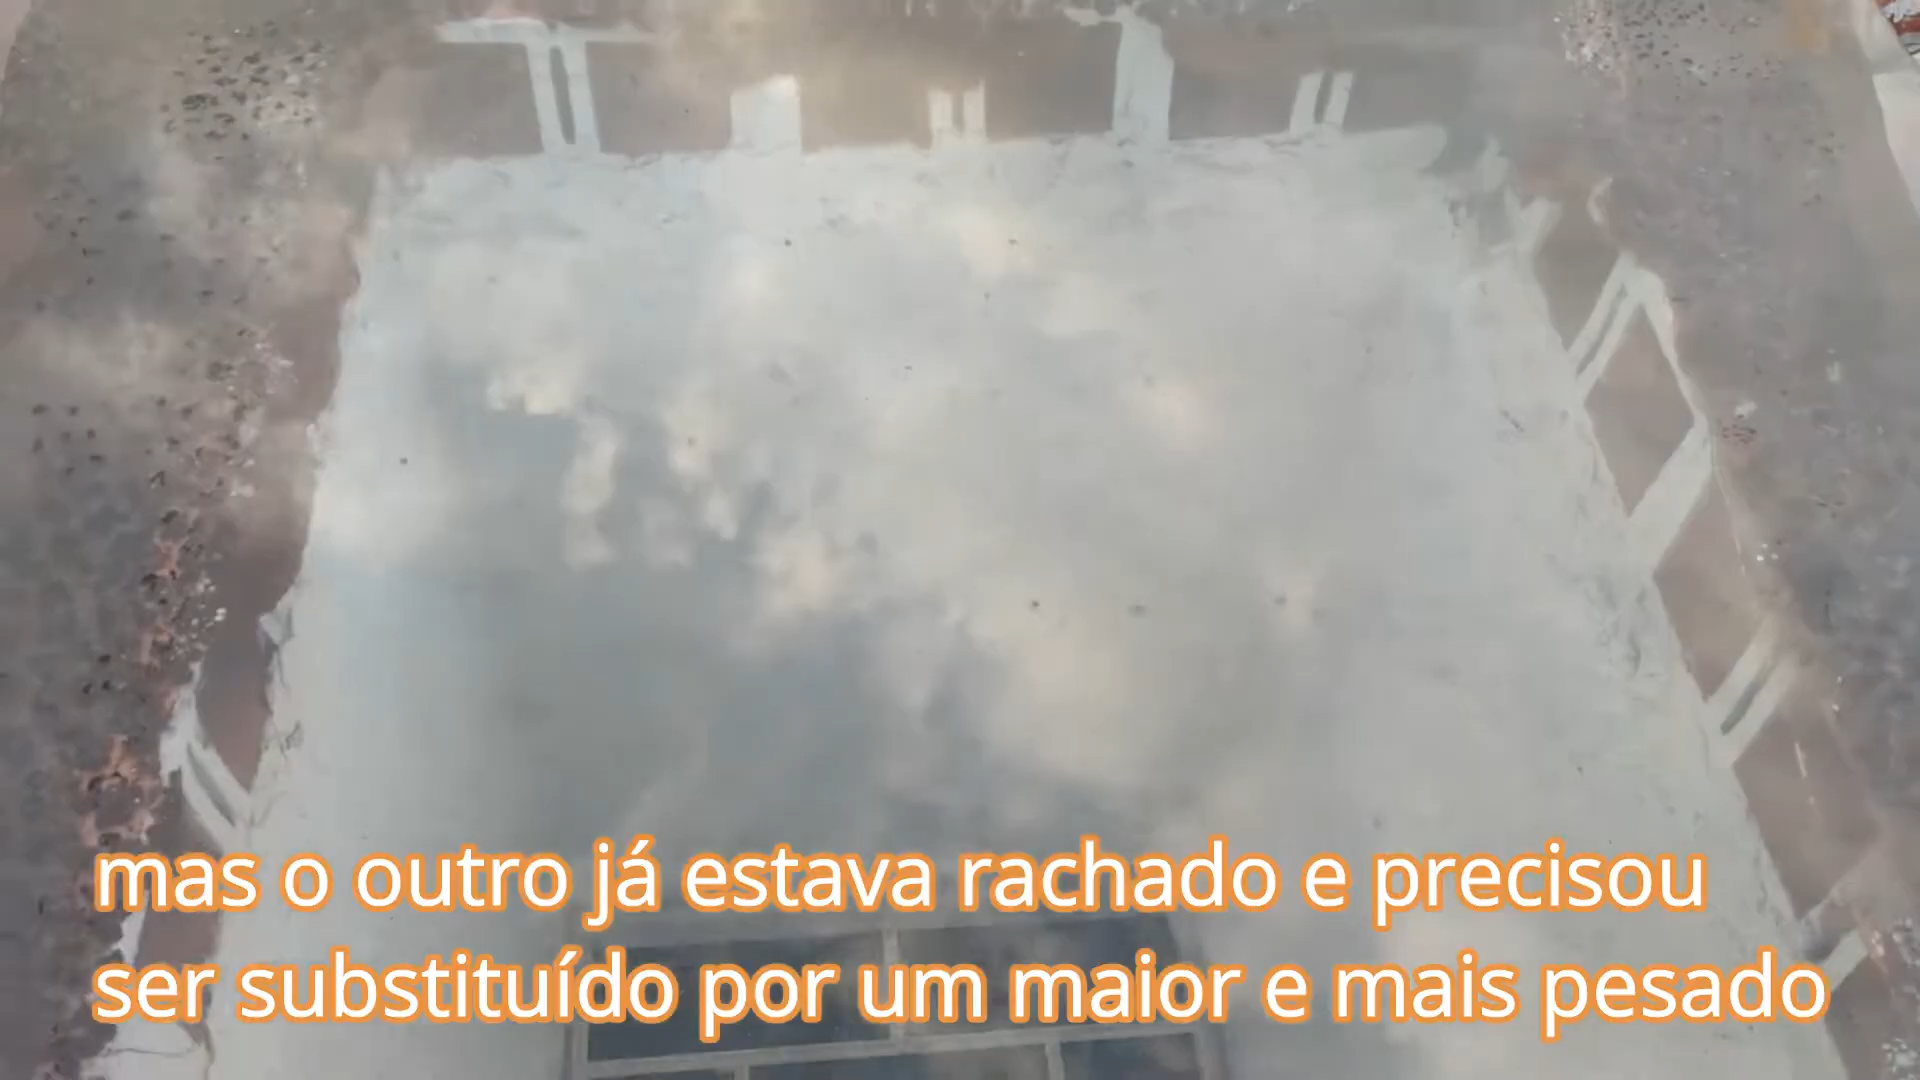 mas o outro já estava rachado e precisou
ser substituído por um maior e mais pesado